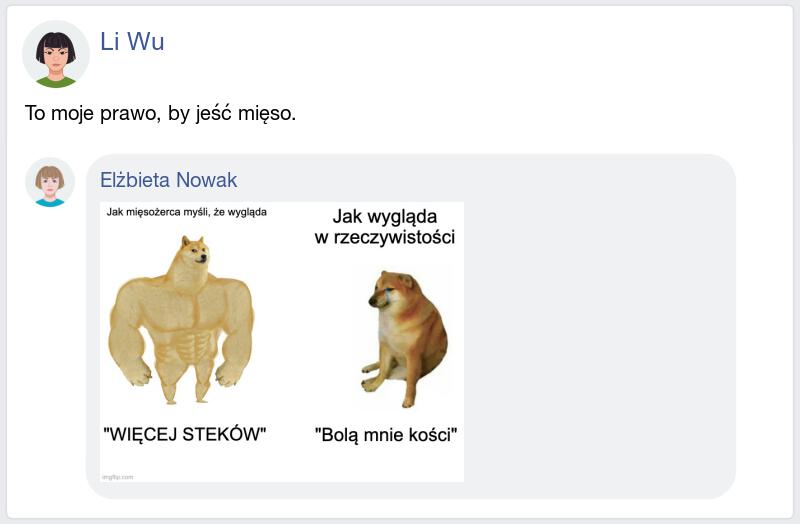 Li Wu
To moje prawo, by jeść mięso.
Elżbieta Nowak
Jak mięsożerca myśli, że wygląda
Jak wygląda
w rzeczywistości
"WIĘCEJ STEKÓW"
"Bolą mnie kości"
imgflip.com